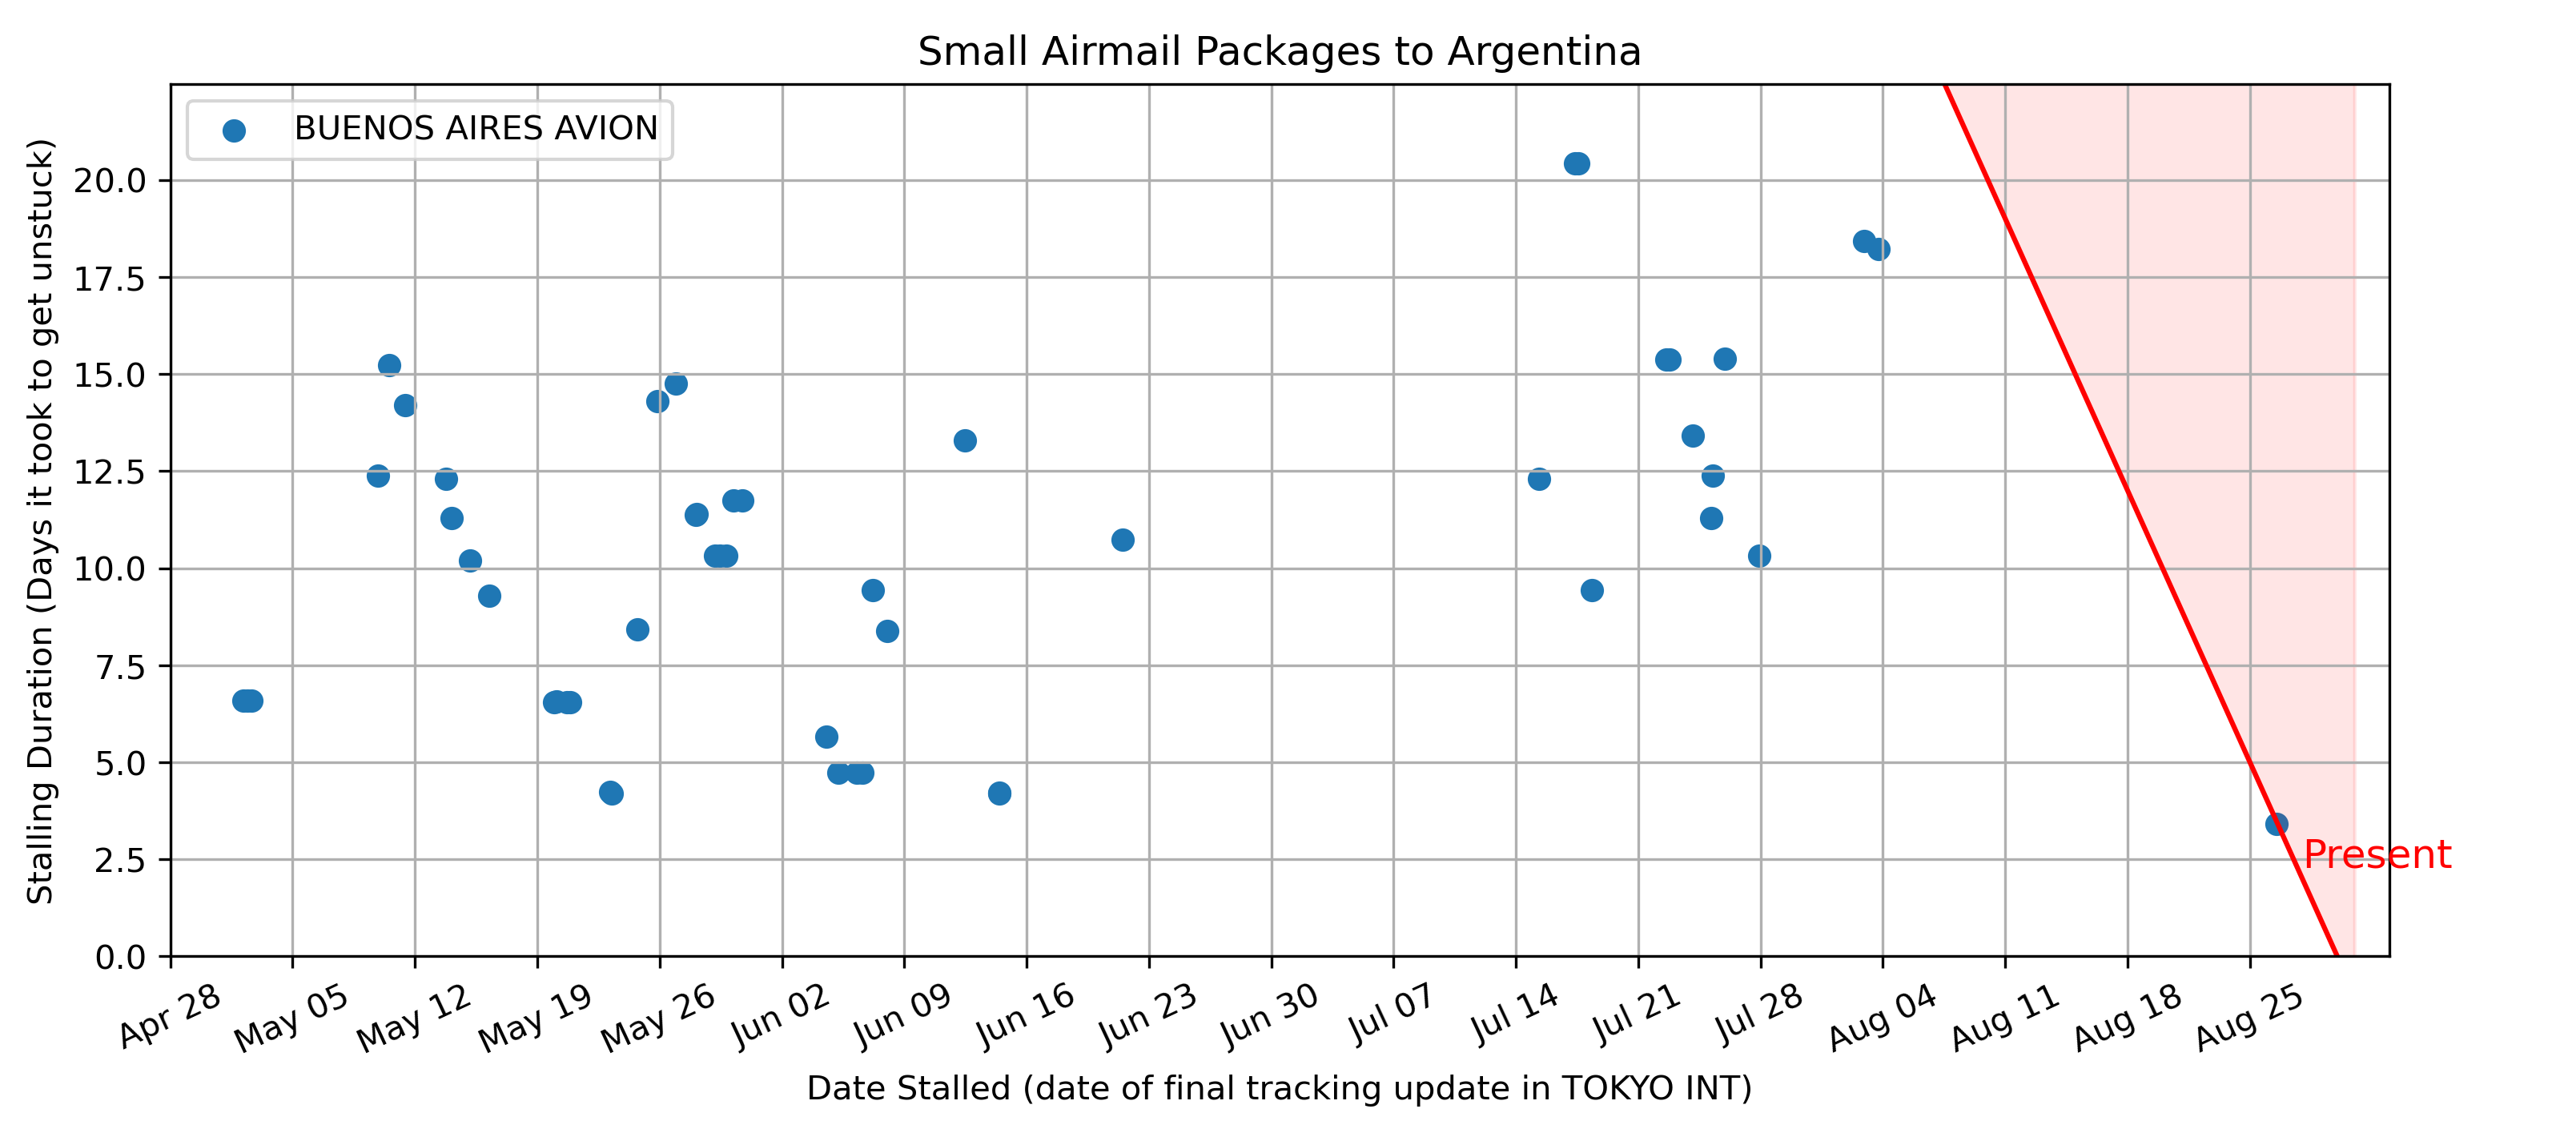 Small Airmail Packages to Argentina
BUENOS AIRES AVION
Stalling Duration (Days it took to get unstuck)
20.0
17.5
15.0
12.5
10.0
7.5
5.0
2.5
0.0
Present
Apr 28
May 05
May 12
May 19
May 26
Jun 02
Jun 09
Jun 16
Jun 23
Jun 30
Jul 07
Jul 14
Jul 21
Jul 28
Aug 04
Aug 11
Aug 18
Aug 25
Date Stalled (date of final tracking update in TOKYO INT)